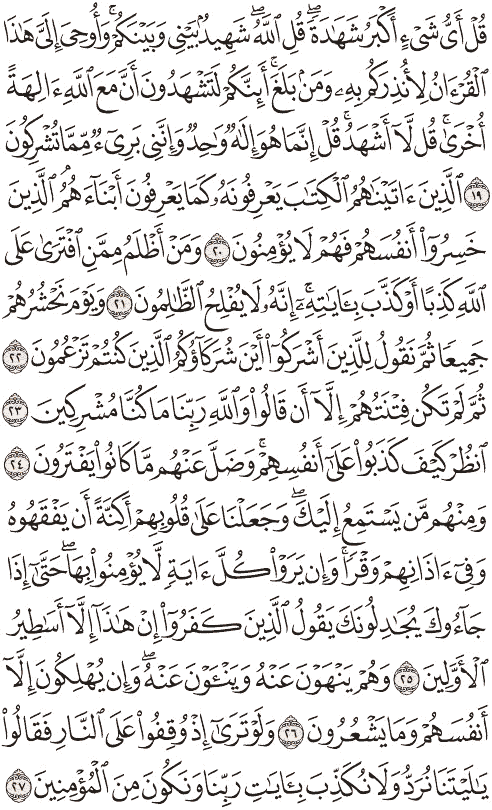 قُلْ أَيُّ شَيْءٍ أَكْبَرُ شَهَٰدَةً ۖ قُلِ ٱللَّهُ ۖ شَهِيدٌۢ بَيْنِى وَبَيْنَكُمْ ۚ وَأُوحِىَ إِلَىَّ هَٰذَا
ٱلْقُرْءَانُ لِأُنذِرَكُم بِهِۦ وَمَنۢ بَلَغَ ۚ أَئِنَّكُمْ لَتَشْهَدُونَ أَنَّ مَعَ ٱللَّهِ ءَالِهَةً
أُخْرَىٰ ۚ قُل لَّآ أَشْهَدُ ۚ قُلْ إِنَّمَا هُوَ إِلَٰهٌ وَٰحِدٌ وَإِنَّنِى بَرِىٓءٌ مِّمَّا تُشْرِكُونَ
١٩ ٱلَّذِينَ ءَاتَيْنَٰهُمُ ٱلْكِتَٰبَ يَعْرِفُونَهُۥ كَمَا يَعْرِفُونَ أَبْنَآءَهُمُ ۘ ٱلَّذِينَ
خَسِرُوٓا۟ أَنفُسَهُمْ فَهُمْ لَا يُؤْمِنُونَ ٢٠ وَمَنْ أَظْلَمُ مِمَّنِ ٱفْتَرَىٰ عَلَى
ٱللَّهِ كَذِبًا أَوْ كَذَّبَ بِـَٔايَٰتِهِۦٓ ۗ إِنَّهُۥ لَا يُفْلِحُ ٱلظَّٰلِمُونَ ٢١ وَيَوْمَ نَحْشُرُهُمْ
جَمِيعًا ثُمَّ نَقُولُ لِلَّذِينَ أَشْرَكُوٓا۟ أَيْنَ شُرَكَآؤُكُمُ ٱلَّذِينَ كُنتُمْ تَزْعُمُونَ ٢٢
ثُمَّ لَمْ تَكُن فِتْنَتُهُمْ إِلَّآ أَن قَالُوا۟ وَٱللَّهِ رَبِّنَا مَا كُنَّا مُشْرِكِينَ ٢٣
ٱنظُرْ كَيْفَ كَذَبُوا۟ عَلَىٰٓ أَنفُسِهِمْ ۚ وَضَلَّ عَنْهُم مَّا كَانُوا۟ يَفْتَرُونَ ٢٤
وَمِنْهُم مَّن يَسْتَمِعُ إِلَيْكَ ۖ وَجَعَلْنَا عَلَىٰ قُلُوبِهِمْ أَكِنَّةً أَن يَفْقَهُوهُ
وَفِىٓ ءَاذَانِهِمْ وَقْرًا ۚ وَإِن يَرَوْا۟ كُلَّ ءَايَةٍ لَّا يُؤْمِنُوا۟ بِهَا ۚ حَتَّىٰٓ إِذَا
جَآءُوكَ يُجَٰدِلُونَكَ يَقُولُ ٱلَّذِينَ كَفَرُوٓا۟ إِنْ هَٰذَآ إِلَّآ أَسَٰطِيرُ
ٱلْأَوَّلِينَ ٢٥ وَهُمْ يَنْهَوْنَ عَنْهُ وَيَنْـَٔوْنَ عَنْهُ ۖ وَإِن يُهْلِكُونَ إِلَّآ
أَنفُسَهُمْ وَمَا يَشْعُرُونَ ٢٦ وَلَوْ تَرَىٰٓ إِذْ وُقِفُوا۟ عَلَى ٱلنَّارِ فَقَالُوا۟
يَٰلَيْتَنَا نُرَدُّ وَلَا نُكَذِّبَ بِـَٔايَٰتِ رَبِّنَا وَنَكُونَ مِنَ ٱلْمُؤْمِنِينَ ٢٧